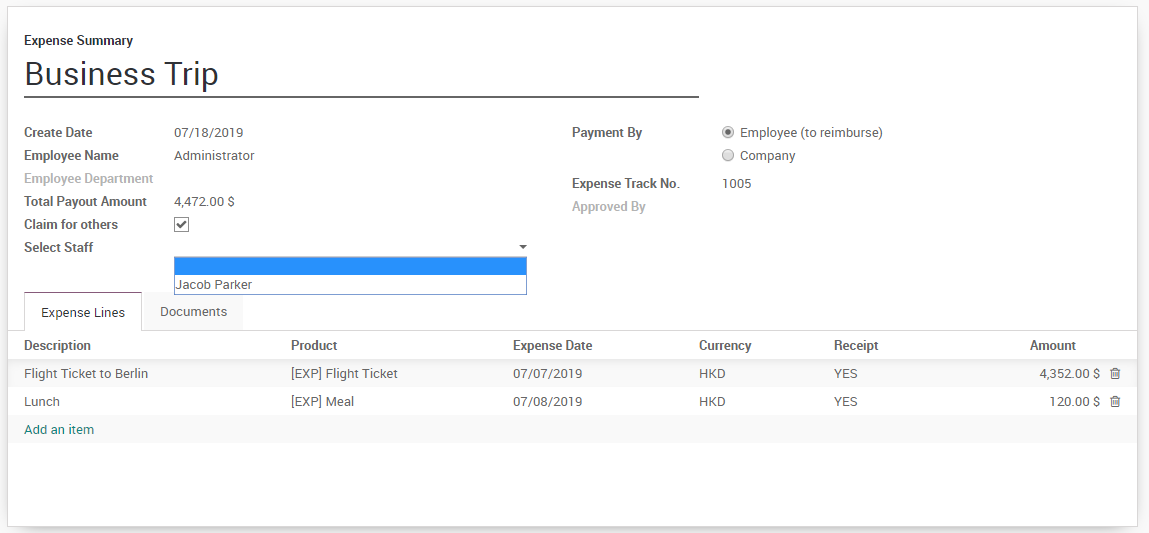 Expense Summary
Business Trip
Create Date 07/18/2019
Employee Name Administrator
Employee Department
Total Payout Amount 4,472.00 $
Claim for others
Select Staff
Jacob Parker
Payment By Employee (to reimburse)
Company
Expense Track No. 1005
Approved By
Expense Lines Documents
Description Product Expense Date Currency Receipt Amount
Flight Ticket to Berlin [EXP] Flight Ticket 07/07/2019 HKD YES 4,352.00 $
Lunch [EXP] Meal 07/08/2019 HKD YES 120.00 $
Add an item